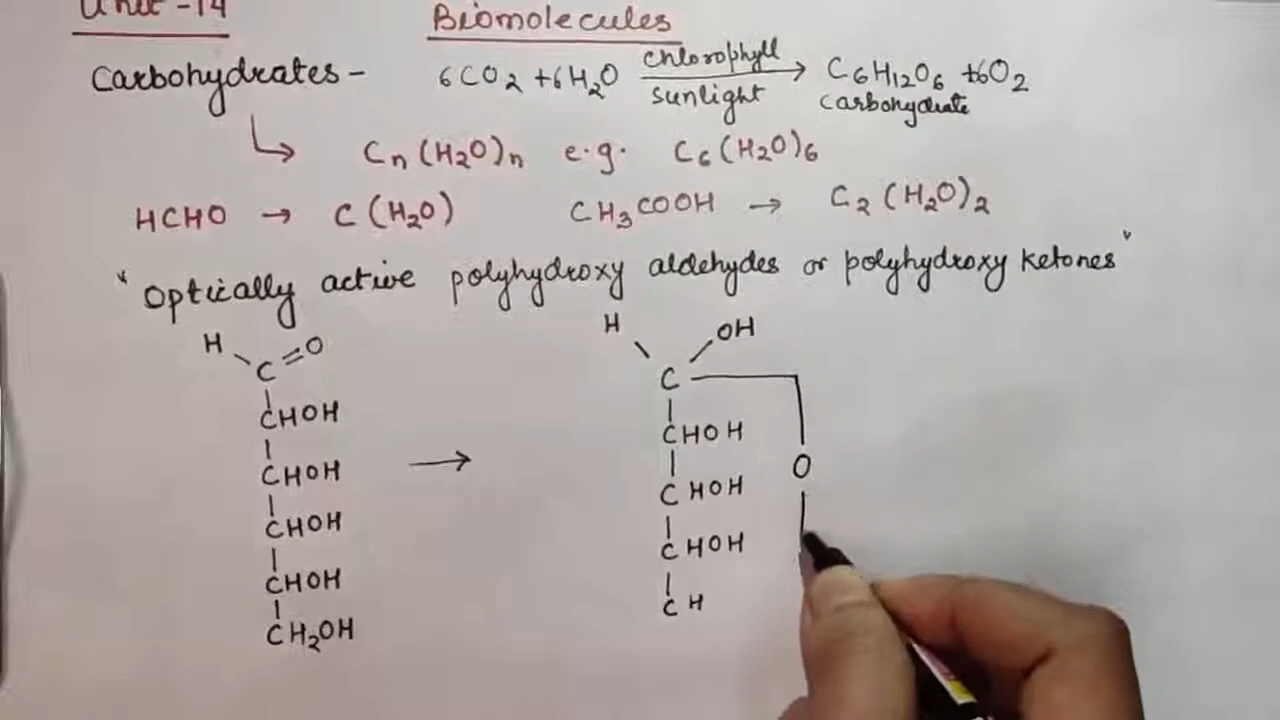 Unit-14 Biomolecules
Carbohydrates - 6CO2 + 6H2O chlorophyll sunlight → C6H12O6 + 6O2
carbohydrate
↳ Cn(H2O)n e.g. C6(H2O)6
HCHO → C(H2O) CH3COOH → C2(H2O)2
"Optically active polyhydroxy aldehydes or polyhydroxy ketones"
H C=O → H C OH
CHOH CHOH
CHOH CHOH O
CHOH CHOH
CHOH CH
CH2OH